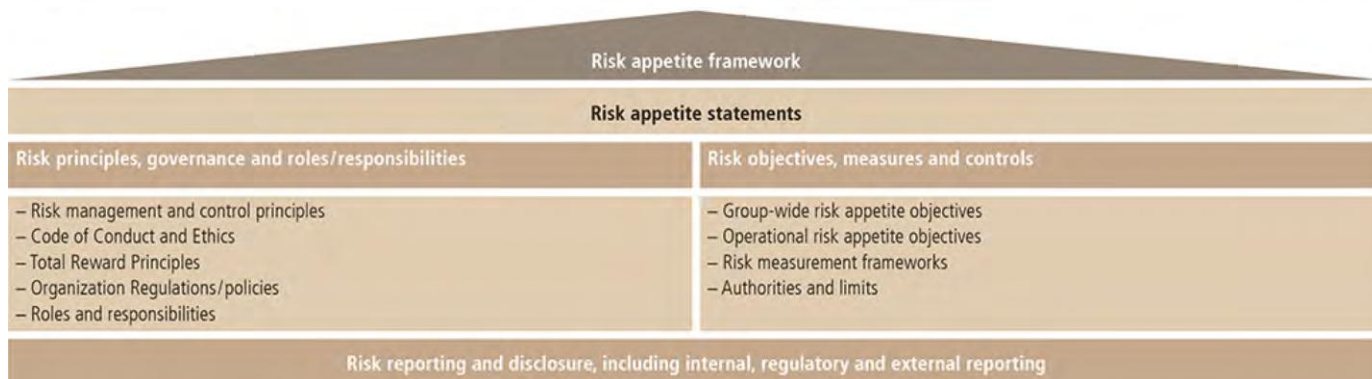 Risk appetite framework
Risk appetite statements
Risk principles, governance and roles/responsibilities
– Risk management and control principles
– Code of Conduct and Ethics
– Total Reward Principles
– Organization Regulations/policies
– Roles and responsibilities
Risk objectives, measures and controls
– Group-wide risk appetite objectives
– Operational risk appetite objectives
– Risk measurement frameworks
– Authorities and limits
Risk reporting and disclosure, including internal, regulatory and external reporting